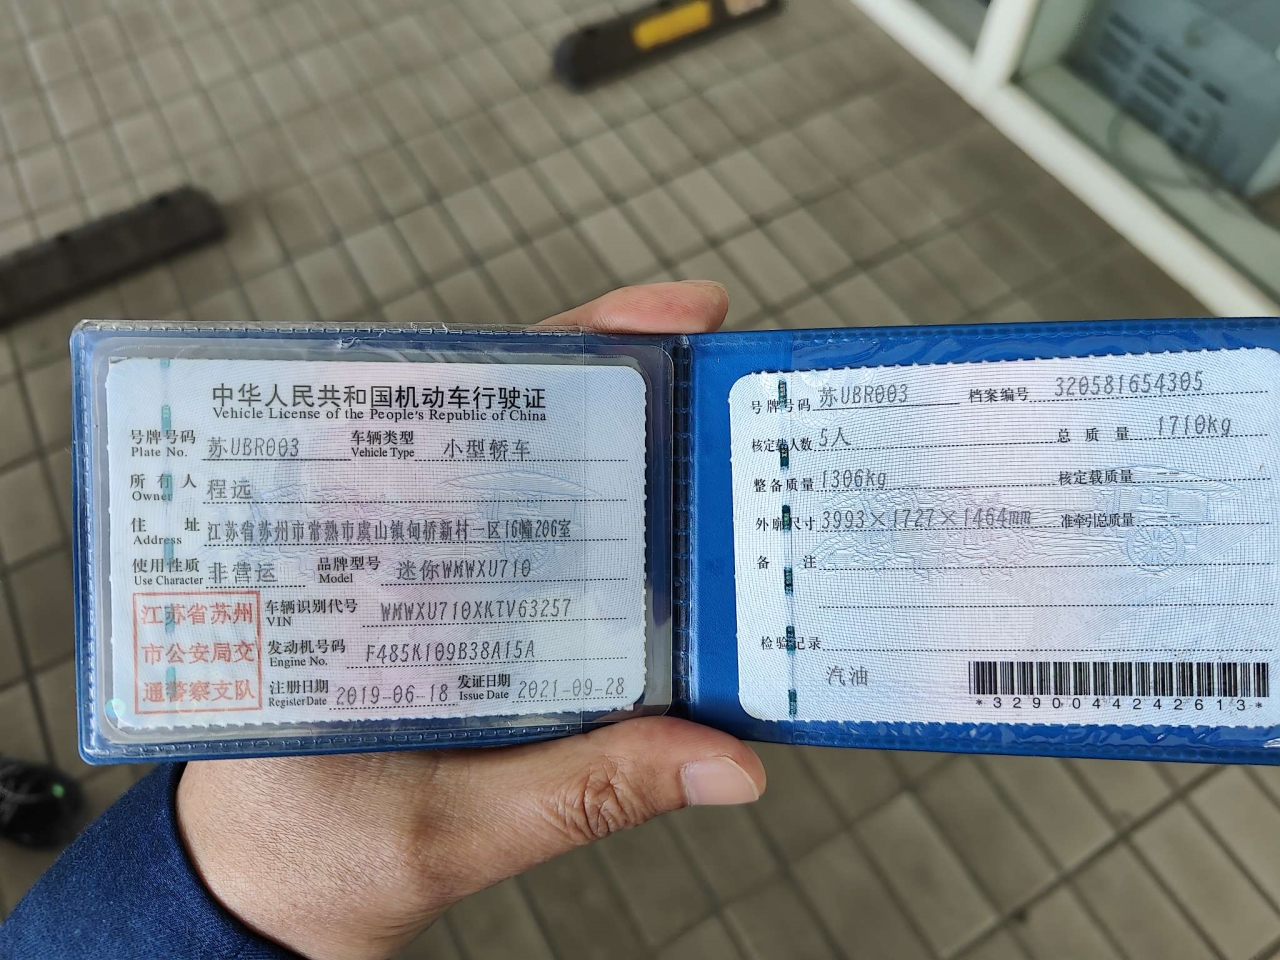 中华人民共和国机动车行驶证
Vehicle License of the People's Republic of China
号牌号码 苏UBR003 车辆类型 小型轿车
Plate No. Vehicle Type
所有人 程远
Owner
住址 江苏省苏州市常熟市虞山镇甸桥新村一区16幢206室
Address
使用性质 非营运 品牌型号 迷你WMWXU710
Use Character Model
江苏省苏州
市公安局交
通警察支队
车辆识别代号 WMWXU710XKTV63257
VIN
发动机号码 F485K109B38A15A
Engine No.
注册日期 2019-06-18 发证日期 2021-09-28
Register Date Issue Date
号牌号码 苏UBR003 档案编号 320581654305
核定载人数 5人 总质量 1710kg
整备质量 1306kg 核定载质量
外廓尺寸 3993×1727×1464mm 准牵引总质量
备注
检验记录
汽油
*3290044242613*